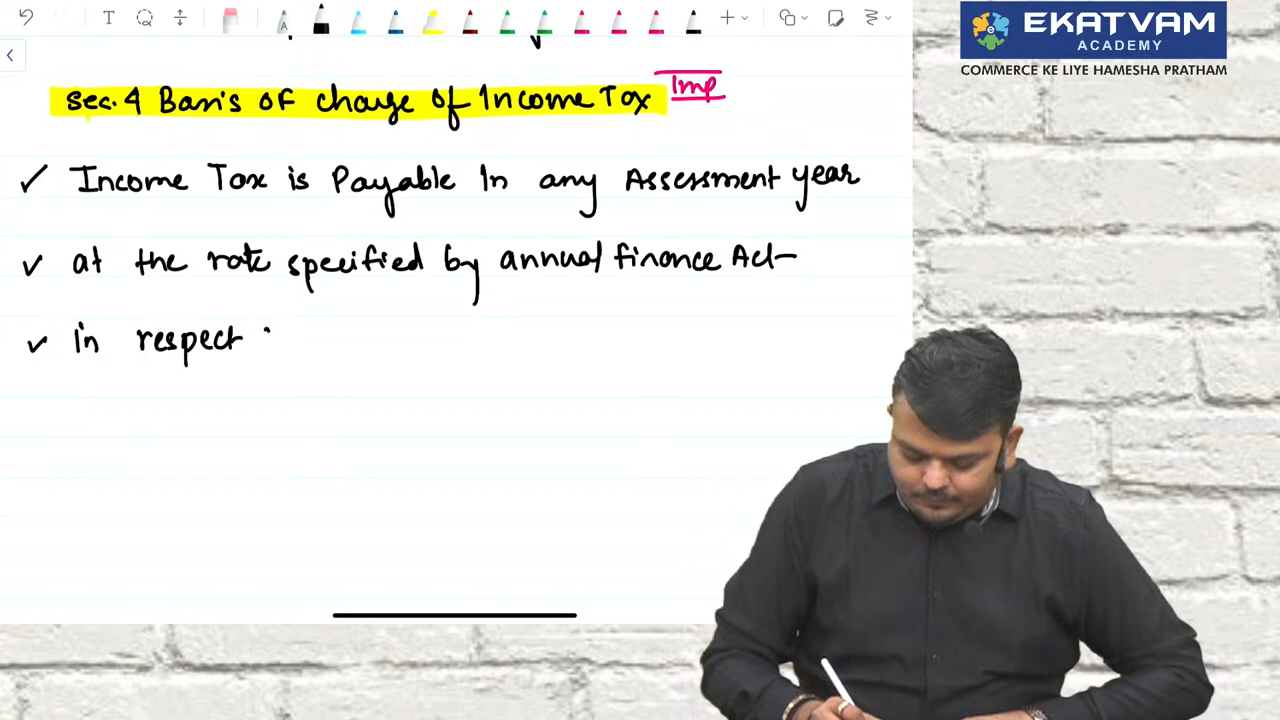 EKATVAM
ACADEMY
COMMERCE KE LIYE HAMESHA PRATHAM
Sec. 4 Basis of charge of Income Tax Imp
Income Tax is Payable In any Assessment year
at the rate specified by annual finance Act
in respect